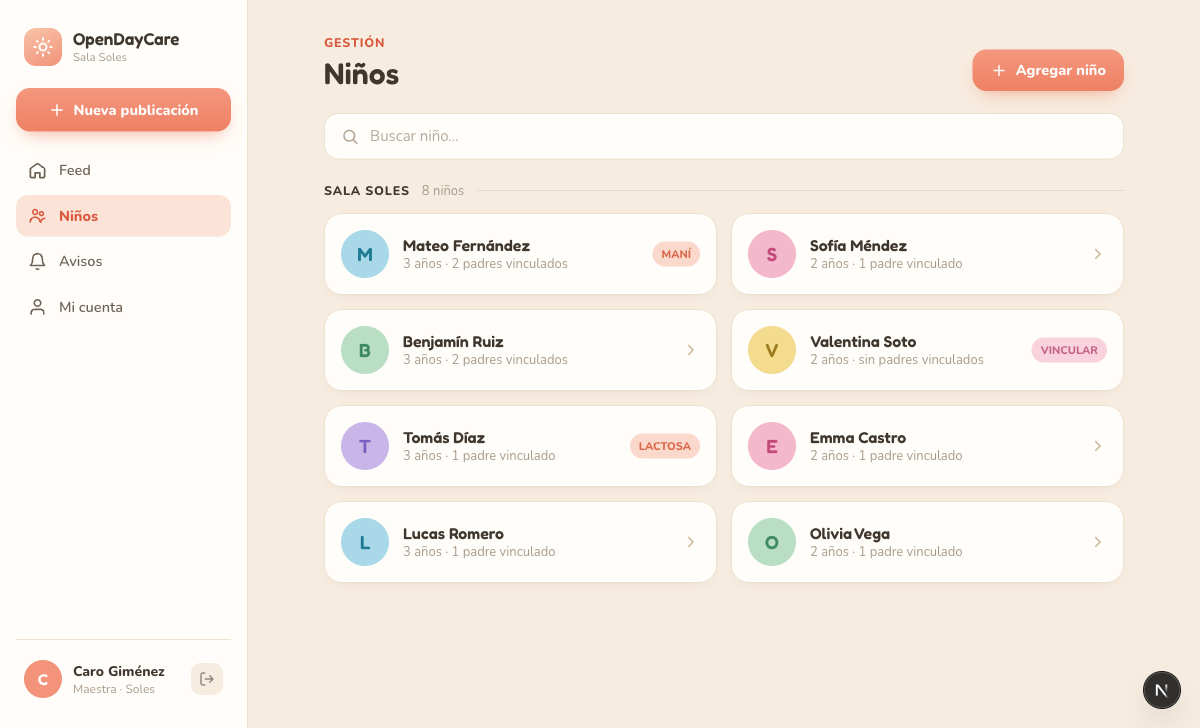 OpenDayCare
Sala Soles
Nueva publicación
Feed
Niños
Avisos
Mi cuenta
C
Caro Giménez
Maestra · Soles
GESTIÓN
Niños
Agregar niño
Buscar niño...
SALA SOLES 8 niños
M
Mateo Fernández
3 años · 2 padres vinculados
MANÍ
S
Sofía Méndez
2 años · 1 padre vinculado
B
Benjamín Ruiz
3 años · 2 padres vinculados
V
Valentina Soto
2 años · sin padres vinculados
VINCULAR
T
Tomás Díaz
3 años · 1 padre vinculado
LACTOSA
E
Emma Castro
2 años · 1 padre vinculado
L
Lucas Romero
3 años · 1 padre vinculado
O
Olivia Vega
2 años · 1 padre vinculado
N